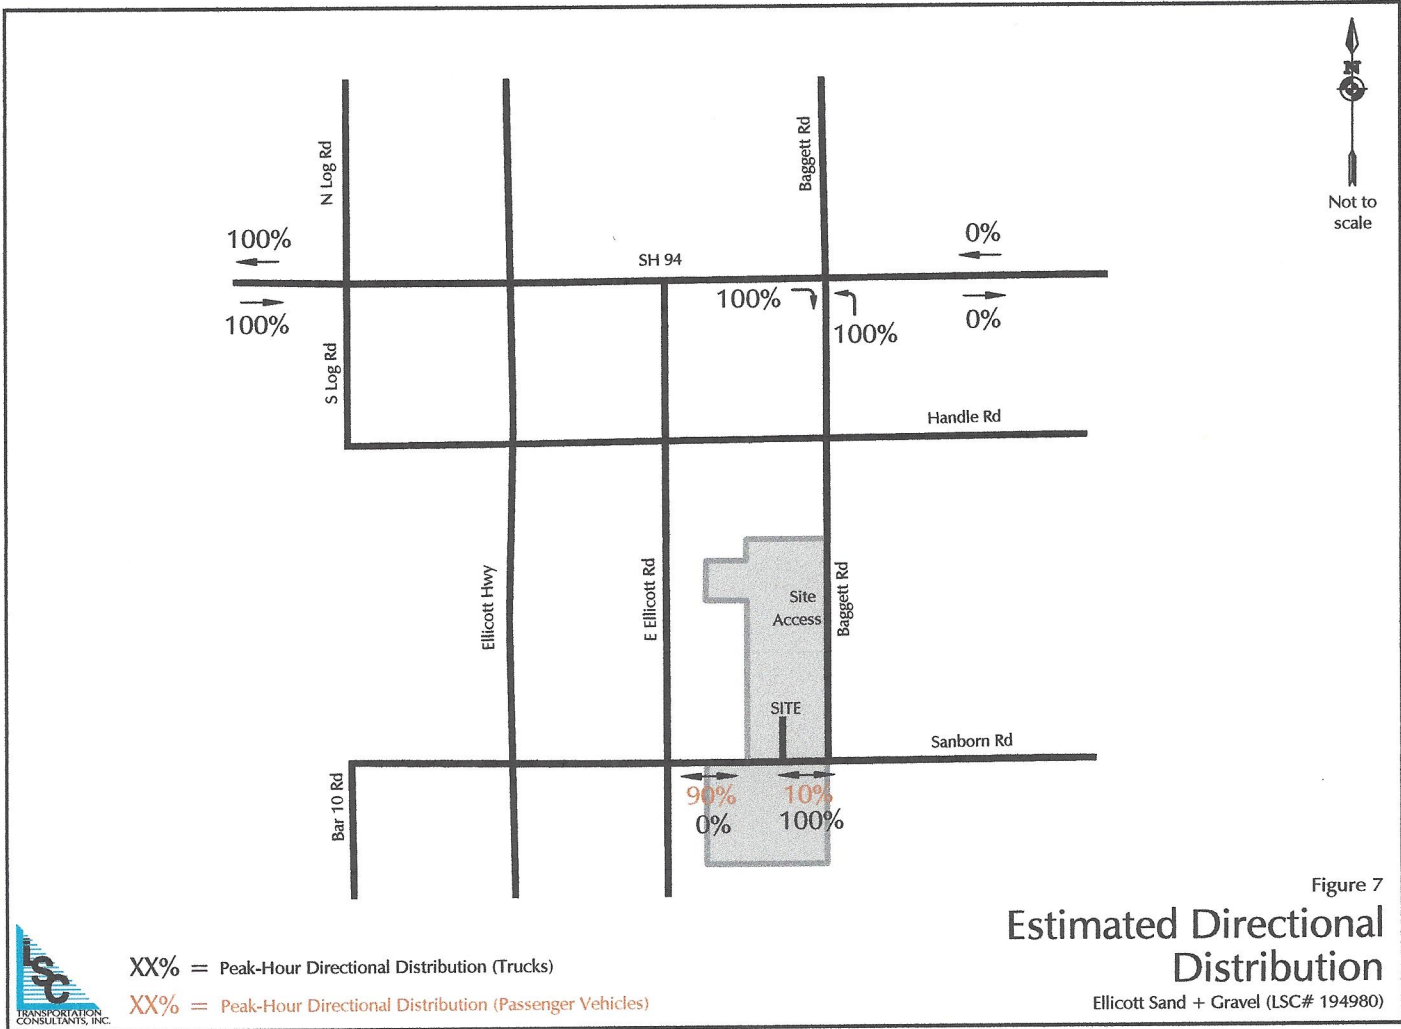 N
Not to
scale
N Log Rd
Baggett Rd
100%
0%
SH 94
100%
100%
100%
0%
S Log Rd
Handle Rd
Ellicott Hwy
E Ellicott Rd
Site
Access
Baggett Rd
SITE
Sanborn Rd
Bar 10 Rd
90%
10%
0%
100%
Figure 7
Estimated Directional
Distribution
Ellicott Sand + Gravel (LSC# 194980)
LSC
TRANSPORTATION
CONSULTANTS, INC.
XX% = Peak-Hour Directional Distribution (Trucks)
XX% = Peak-Hour Directional Distribution (Passenger Vehicles)